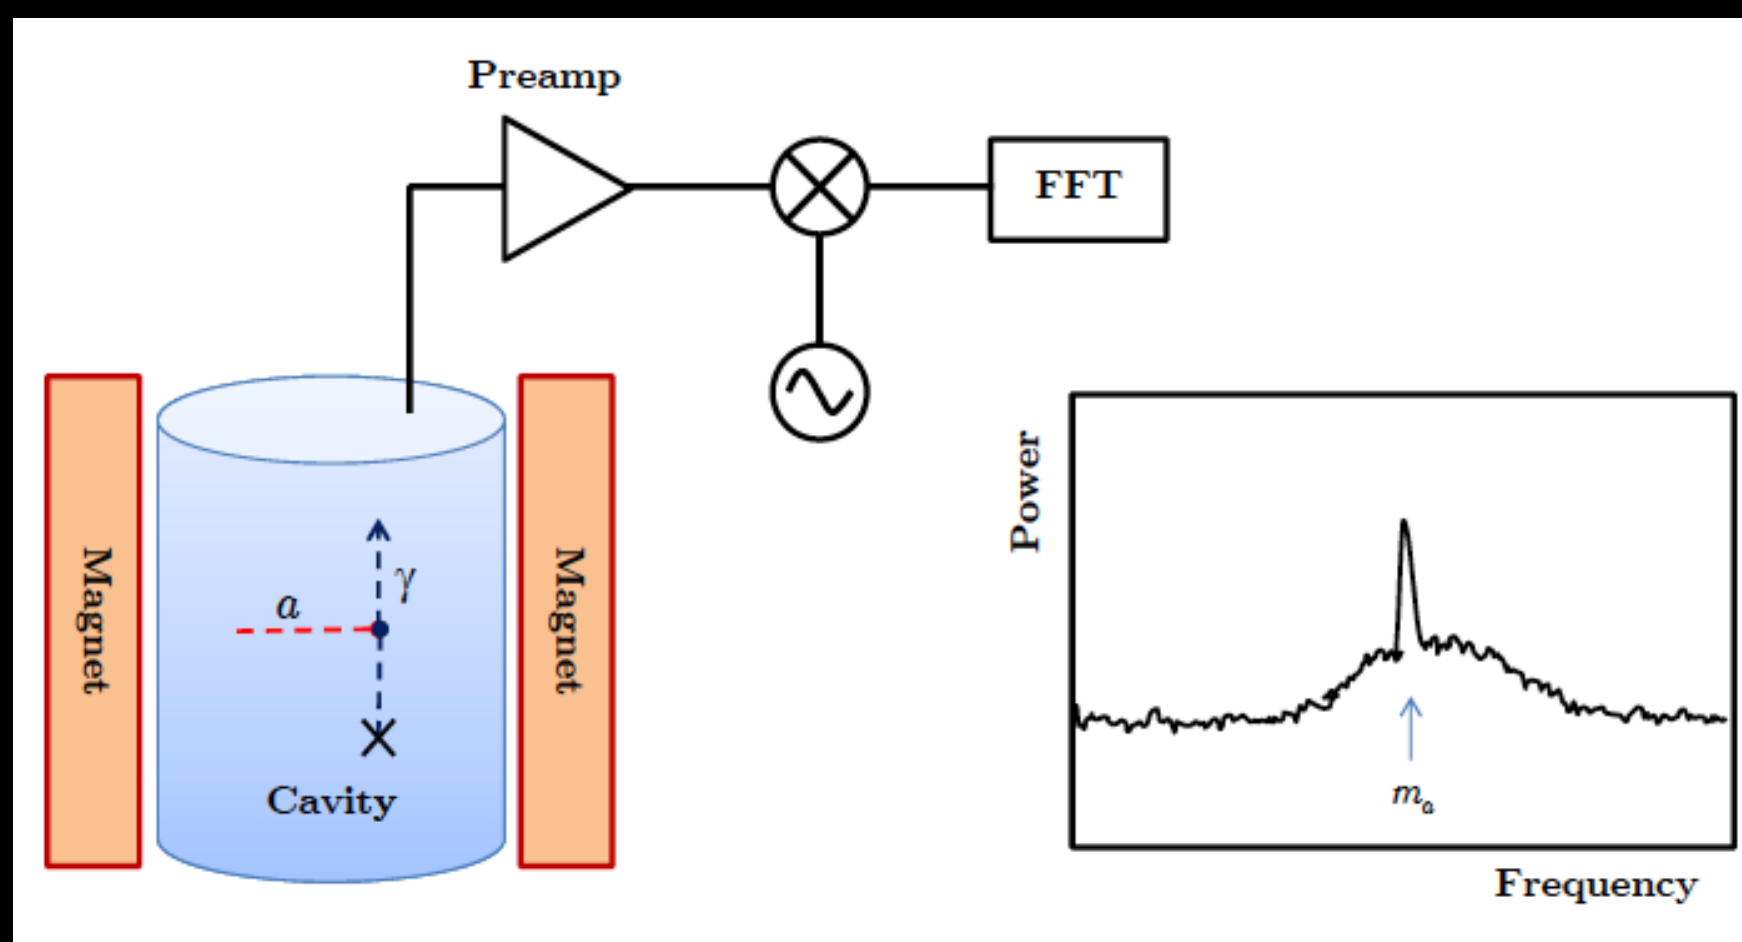 Preamp
FFT
Magnet
a
γ
Magnet
Cavity
Power
mₐ
Frequency